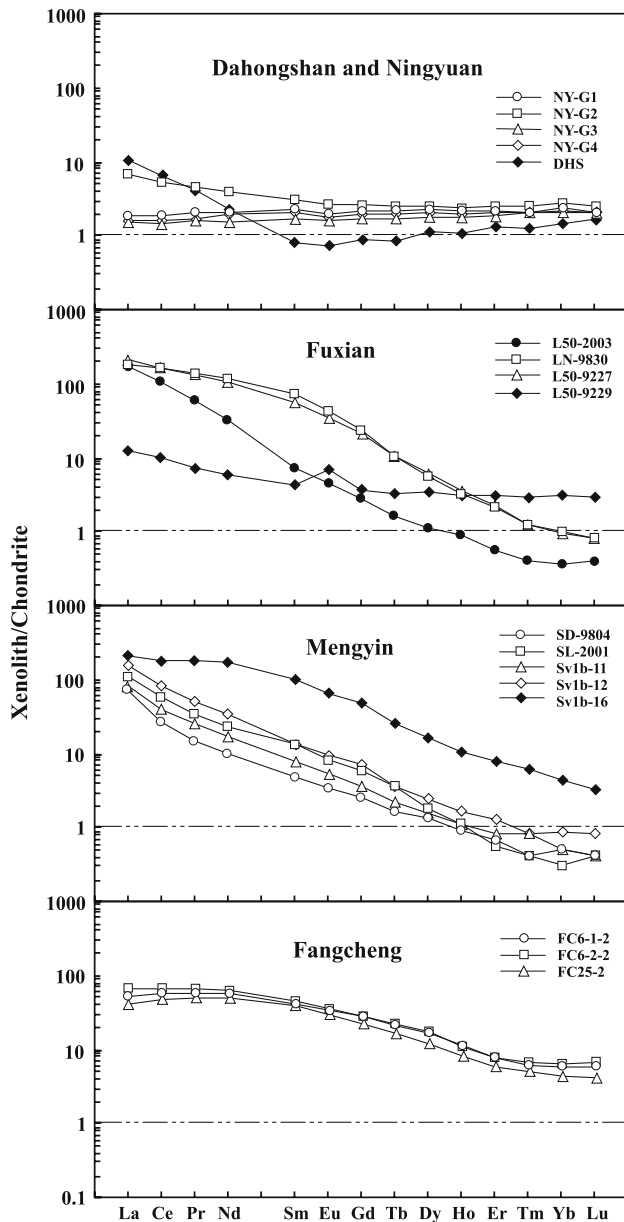 Xenolith/Chondrite
1000
100
10
1
Dahongshan and Ningyuan
NY-G1
NY-G2
NY-G3
NY-G4
DHS
1000
100
10
1
Fuxian
L50-2003
LN-9830
L50-9227
L50-9229
1000
100
10
1
Mengyin
SD-9804
SL-2001
Sv1b-11
Sv1b-12
Sv1b-16
1000
100
10
1
0.1
Fangcheng
FC6-1-2
FC6-2-2
FC25-2
La Ce Pr Nd Sm Eu Gd Tb Dy Ho Er Tm Yb Lu